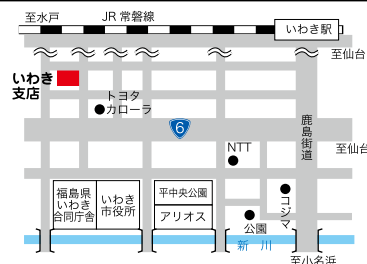 至水戸
JR常磐線
いわき駅
至仙台
いわき
支店
トヨタ
カローラ
6
鹿島街道
NTT
至仙台
福島県
いわき
合同庁舎
いわき
市役所
平中央公園
アリオス
コジマ
公園
新川
至小名浜